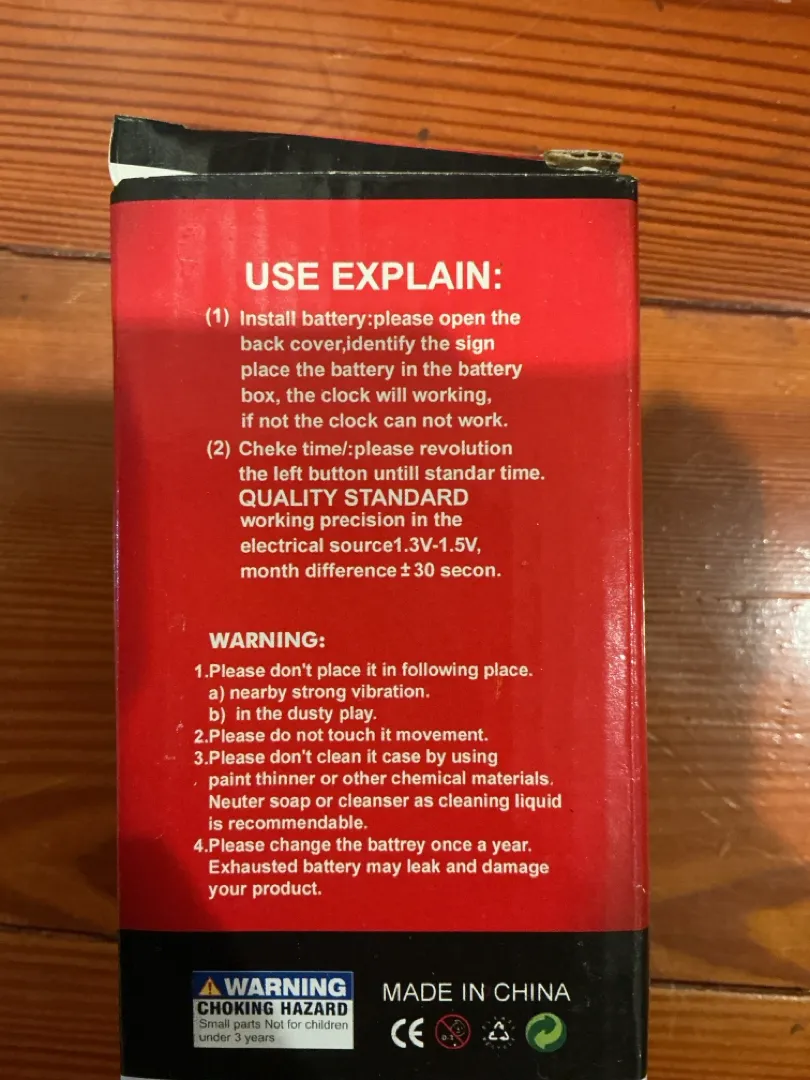 USE EXPLAIN:
(1) Install battery:please open the
back cover,identify the sign
place the battery in the battery
box, the clock will working,
if not the clock can not work.
(2) Cheke time/:please revolution
the left button untill standar time.
QUALITY STANDARD
working precision in the
electrical source1.3V-1.5V,
month difference±30 secon.
WARNING:
1.Please don't place it in following place.
a) nearby strong vibration.
b) in the dusty play.
2.Please do not touch it movement.
3.Please don't clean it case by using
paint thinner or other chemical materials.
Neuter soap or cleanser as cleaning liquid
is recommendable.
4.Please change the battrey once a year.
Exhausted battery may leak and damage
your product.
WARNING
CHOKING HAZARD
Small parts Not for children
under 3 years
MADE IN CHINA
CE
0-3